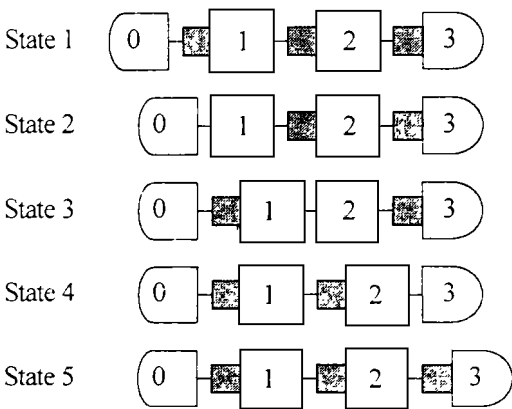 State 1 0 1 2 3
State 2 0 1 2 3
State 3 0 1 2 3
State 4 0 1 2 3
State 5 0 1 2 3